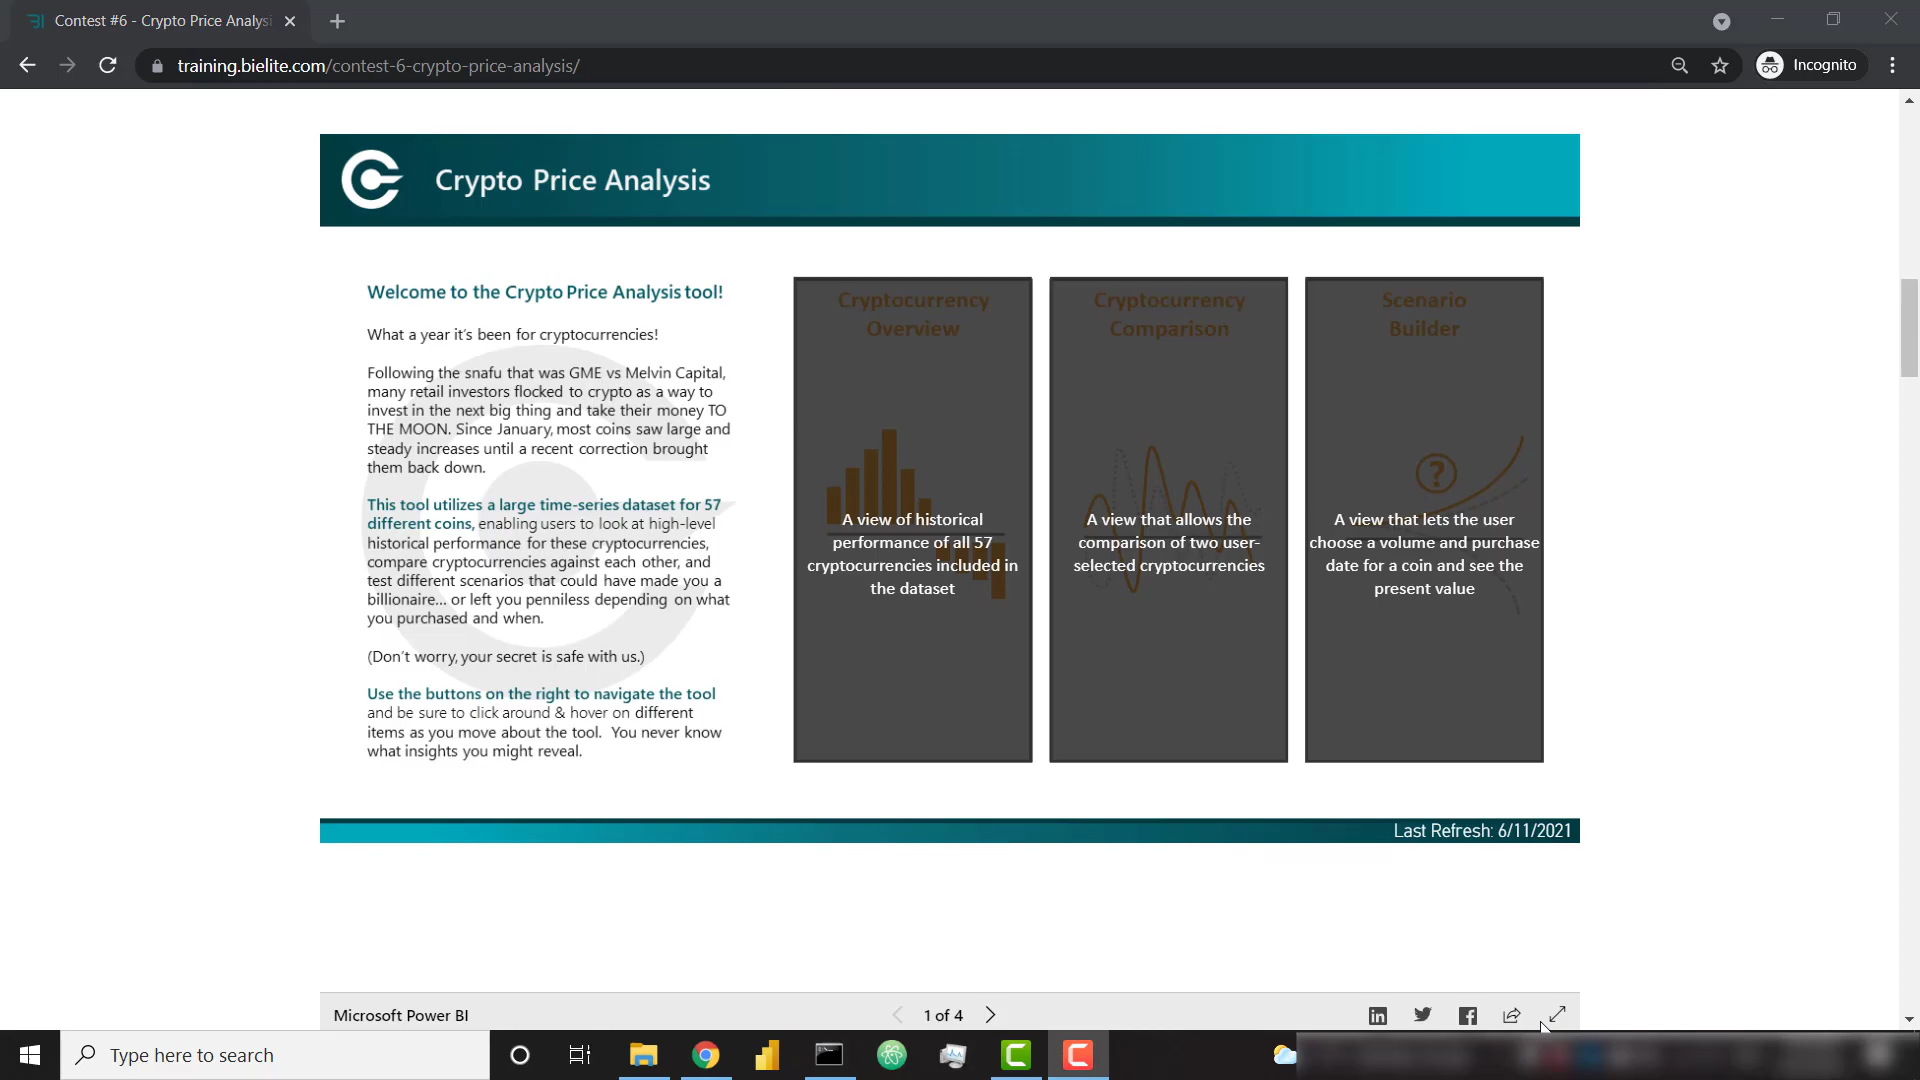 Contest #6 - Crypto Price Analysis
training.bielite.com/contest-6-crypto-price-analysis/
Incognito
Crypto Price Analysis
Welcome to the Crypto Price Analysis tool!
What a year it's been for cryptocurrencies!
Following the snafu that was GME vs Melvin Capital,
many retail investors flocked to crypto as a way to
invest in the next big thing and take their money TO
THE MOON. Since January, most coins saw large and
steady increases until a recent correction brought
them back down.
This tool utilizes a large time-series dataset for 57
different coins, enabling users to look at high-level
historical performance for these cryptocurrencies,
compare cryptocurrencies against each other, and
test different scenarios that could have made you a
billionaire... or left you penniless depending on what
you purchased and when.
(Don't worry, your secret is safe with us.)
Use the buttons on the right to navigate the tool
and be sure to click around & hover on different
items as you move about the tool. You never know
what insights you might reveal.
Cryptocurrency
Overview
A view of historical
performance of all 57
cryptocurrencies included in
the dataset
Cryptocurrency
Comparison
A view that allows the
comparison of two user-
selected cryptocurrencies
Scenario
Builder
?
A view that lets the user
choose a volume and purchase
date for a coin and see the
present value
Last Refresh: 6/11/2021
Microsoft Power BI
1 of 4
Type here to search